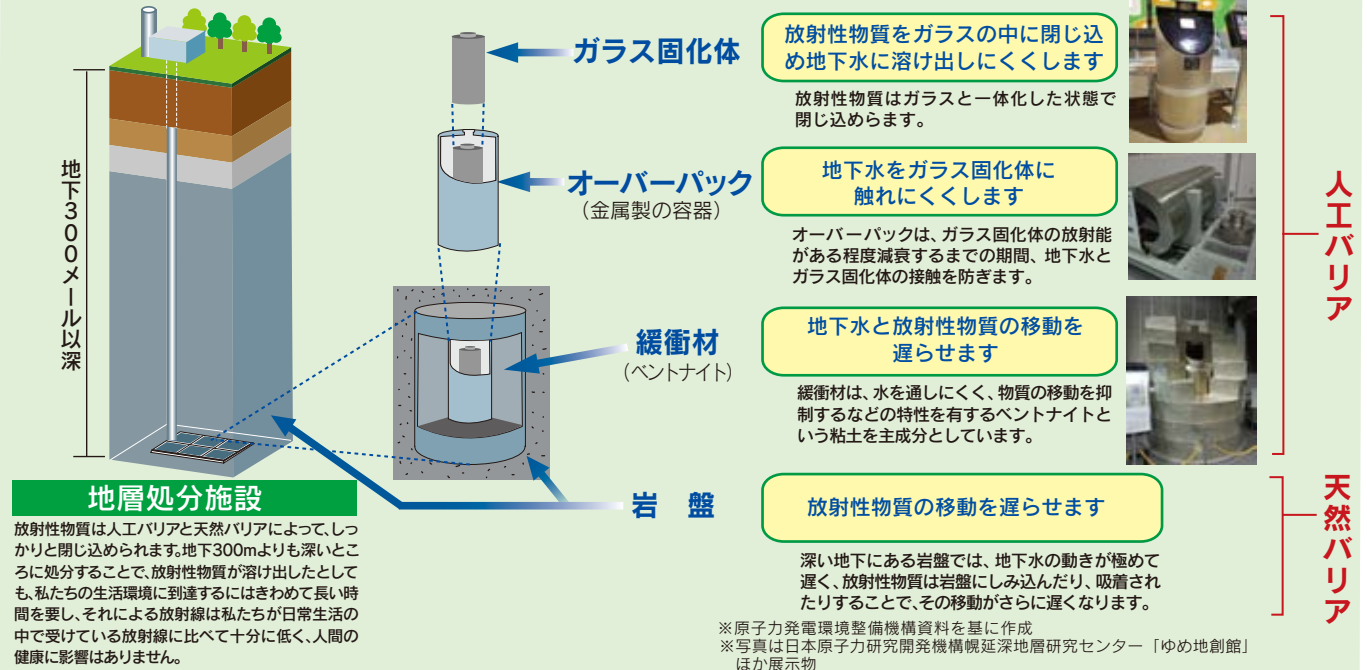 地下300メール以深
地層処分施設
放射性物質は人工バリアと天然バリアによって、しっ
かりと閉じ込められます。地下300mよりも深いとこ
ろに処分することで、放射性物質が溶け出したとして
も、私たちの生活環境に到達するにはきわめて長い時
間を要し、それによる放射線は私たちが日常生活の
中で受けている放射線に比べて十分に低く、人間の
健康に影響はありません。
ガラス固化体
放射性物質をガラスの中に閉じ込
め地下水に溶け出しにくくします
放射性物質はガラスと一体化した状態で
閉じ込めらます。
オーバーパック
（金属製の容器）
地下水をガラス固化体に
触れにくくします
オーバーパックは、ガラス固化体の放射能
がある程度減衰するまでの期間、地下水と
ガラス固化体の接触を防ぎます。
緩衝材
（ベントナイト）
地下水と放射性物質の移動を
遅らせます
緩衝材は、水を通しにくく、物質の移動を抑
制するなどの特性を有するベントナイトと
いう粘土を主成分としています。
岩 盤
放射性物質の移動を遅らせます
深い地下にある岩盤では、地下水の動きが極めて
遅く、放射性物質は岩盤にしみ込んだり、吸着され
たりすることで、その移動がさらに遅くなります。
人工バリア
天然バリア
※原子力発電環境整備機構資料を基に作成
※写真は日本原子力研究開発機構幌延深地層研究センター「ゆめ地創館」
ほか展示物